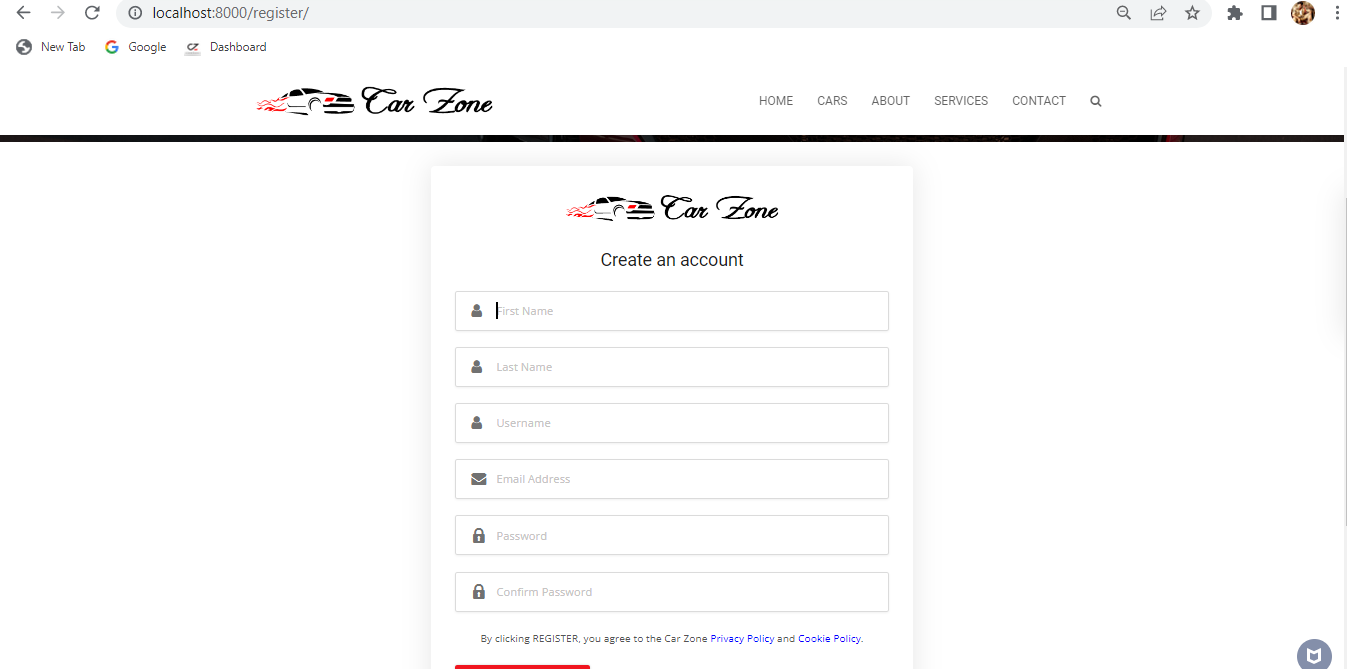 localhost:8000/register/
New Tab Google CZ Dashboard
Car Zone HOME CARS ABOUT SERVICES CONTACT
Car Zone
Create an account
First Name
Last Name
Username
Email Address
Password
Confirm Password
By clicking REGISTER, you agree to the Car Zone Privacy Policy and Cookie Policy.